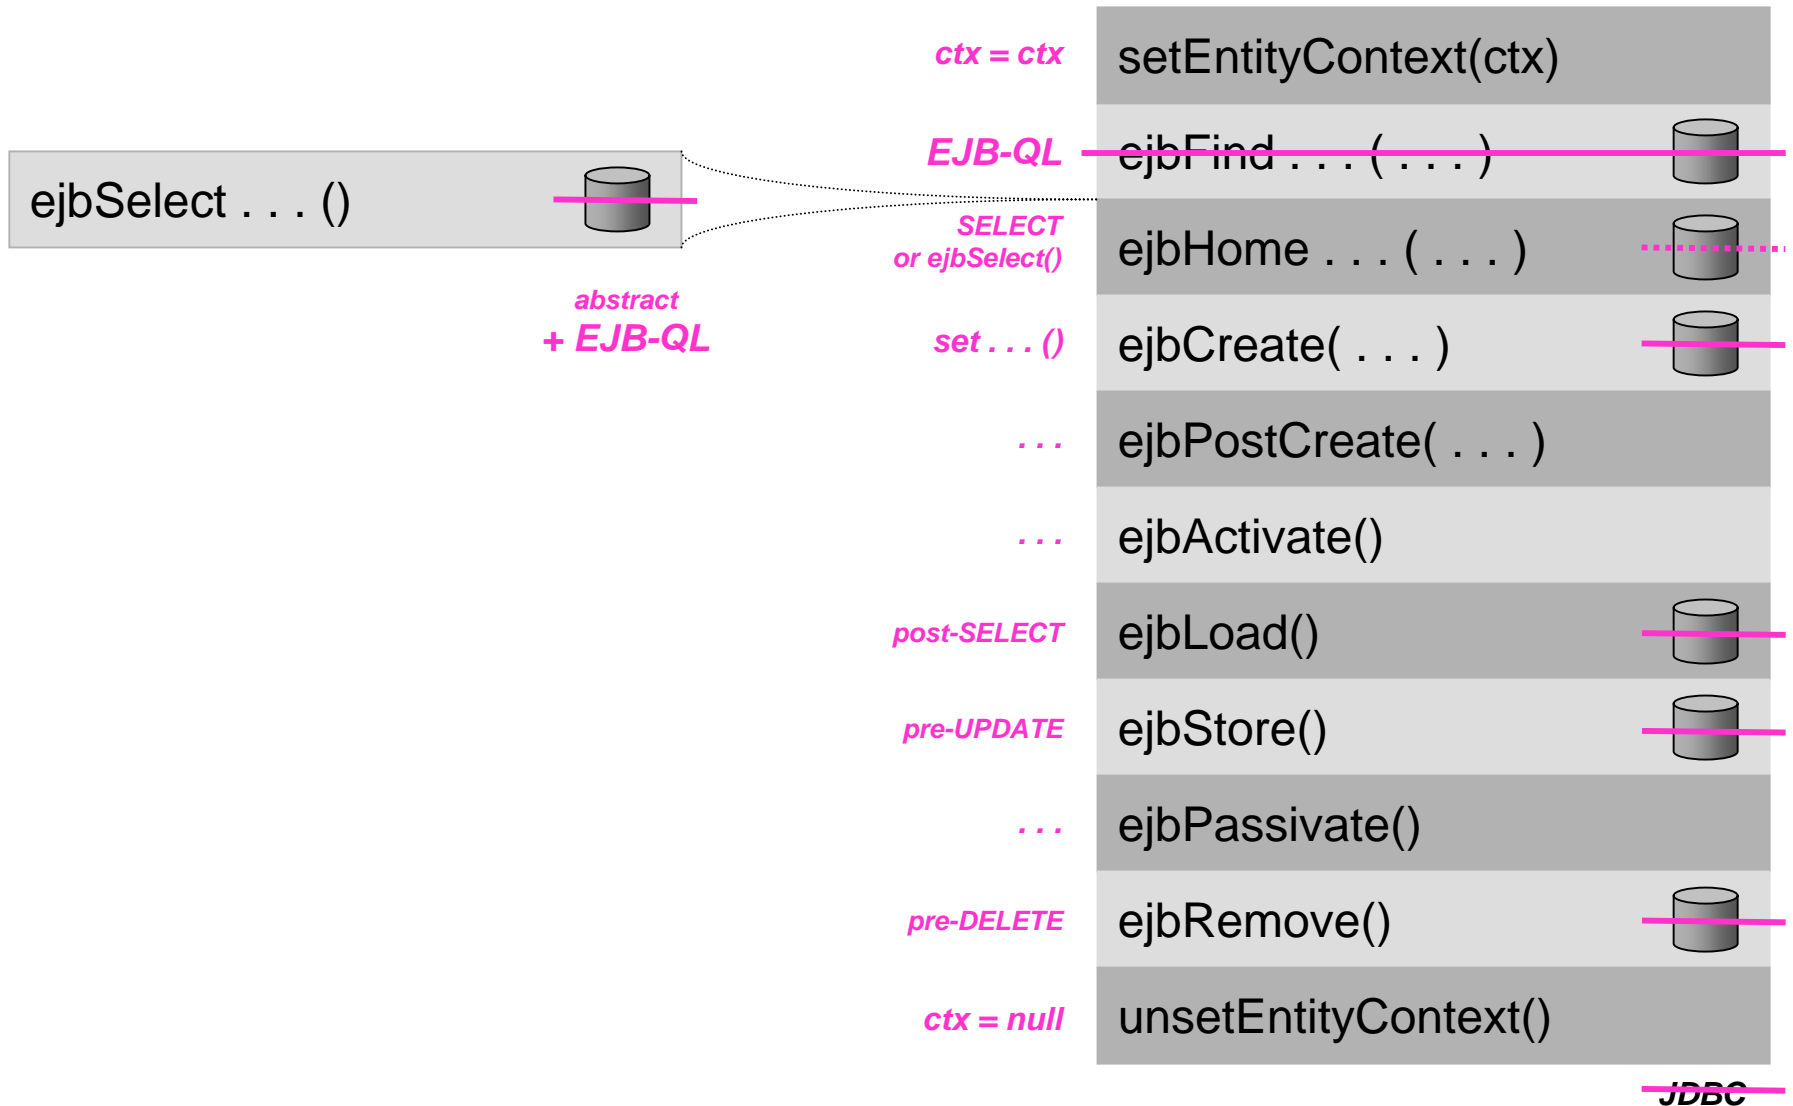 ctx = ctx
setEntityContext(ctx)
EJB-QL
ejbFind . . . ( . . . )
ejbSelect . . . ()
SELECT
or ejbSelect()
ejbHome . . . ( . . . )
abstract
+ EJB-QL
set . . . ()
ejbCreate( . . . )
. . .
ejbPostCreate( . . . )
. . .
ejbActivate()
post-SELECT
ejbLoad()
pre-UPDATE
ejbStore()
. . .
ejbPassivate()
pre-DELETE
ejbRemove()
ctx = null
unsetEntityContext()
JDBC